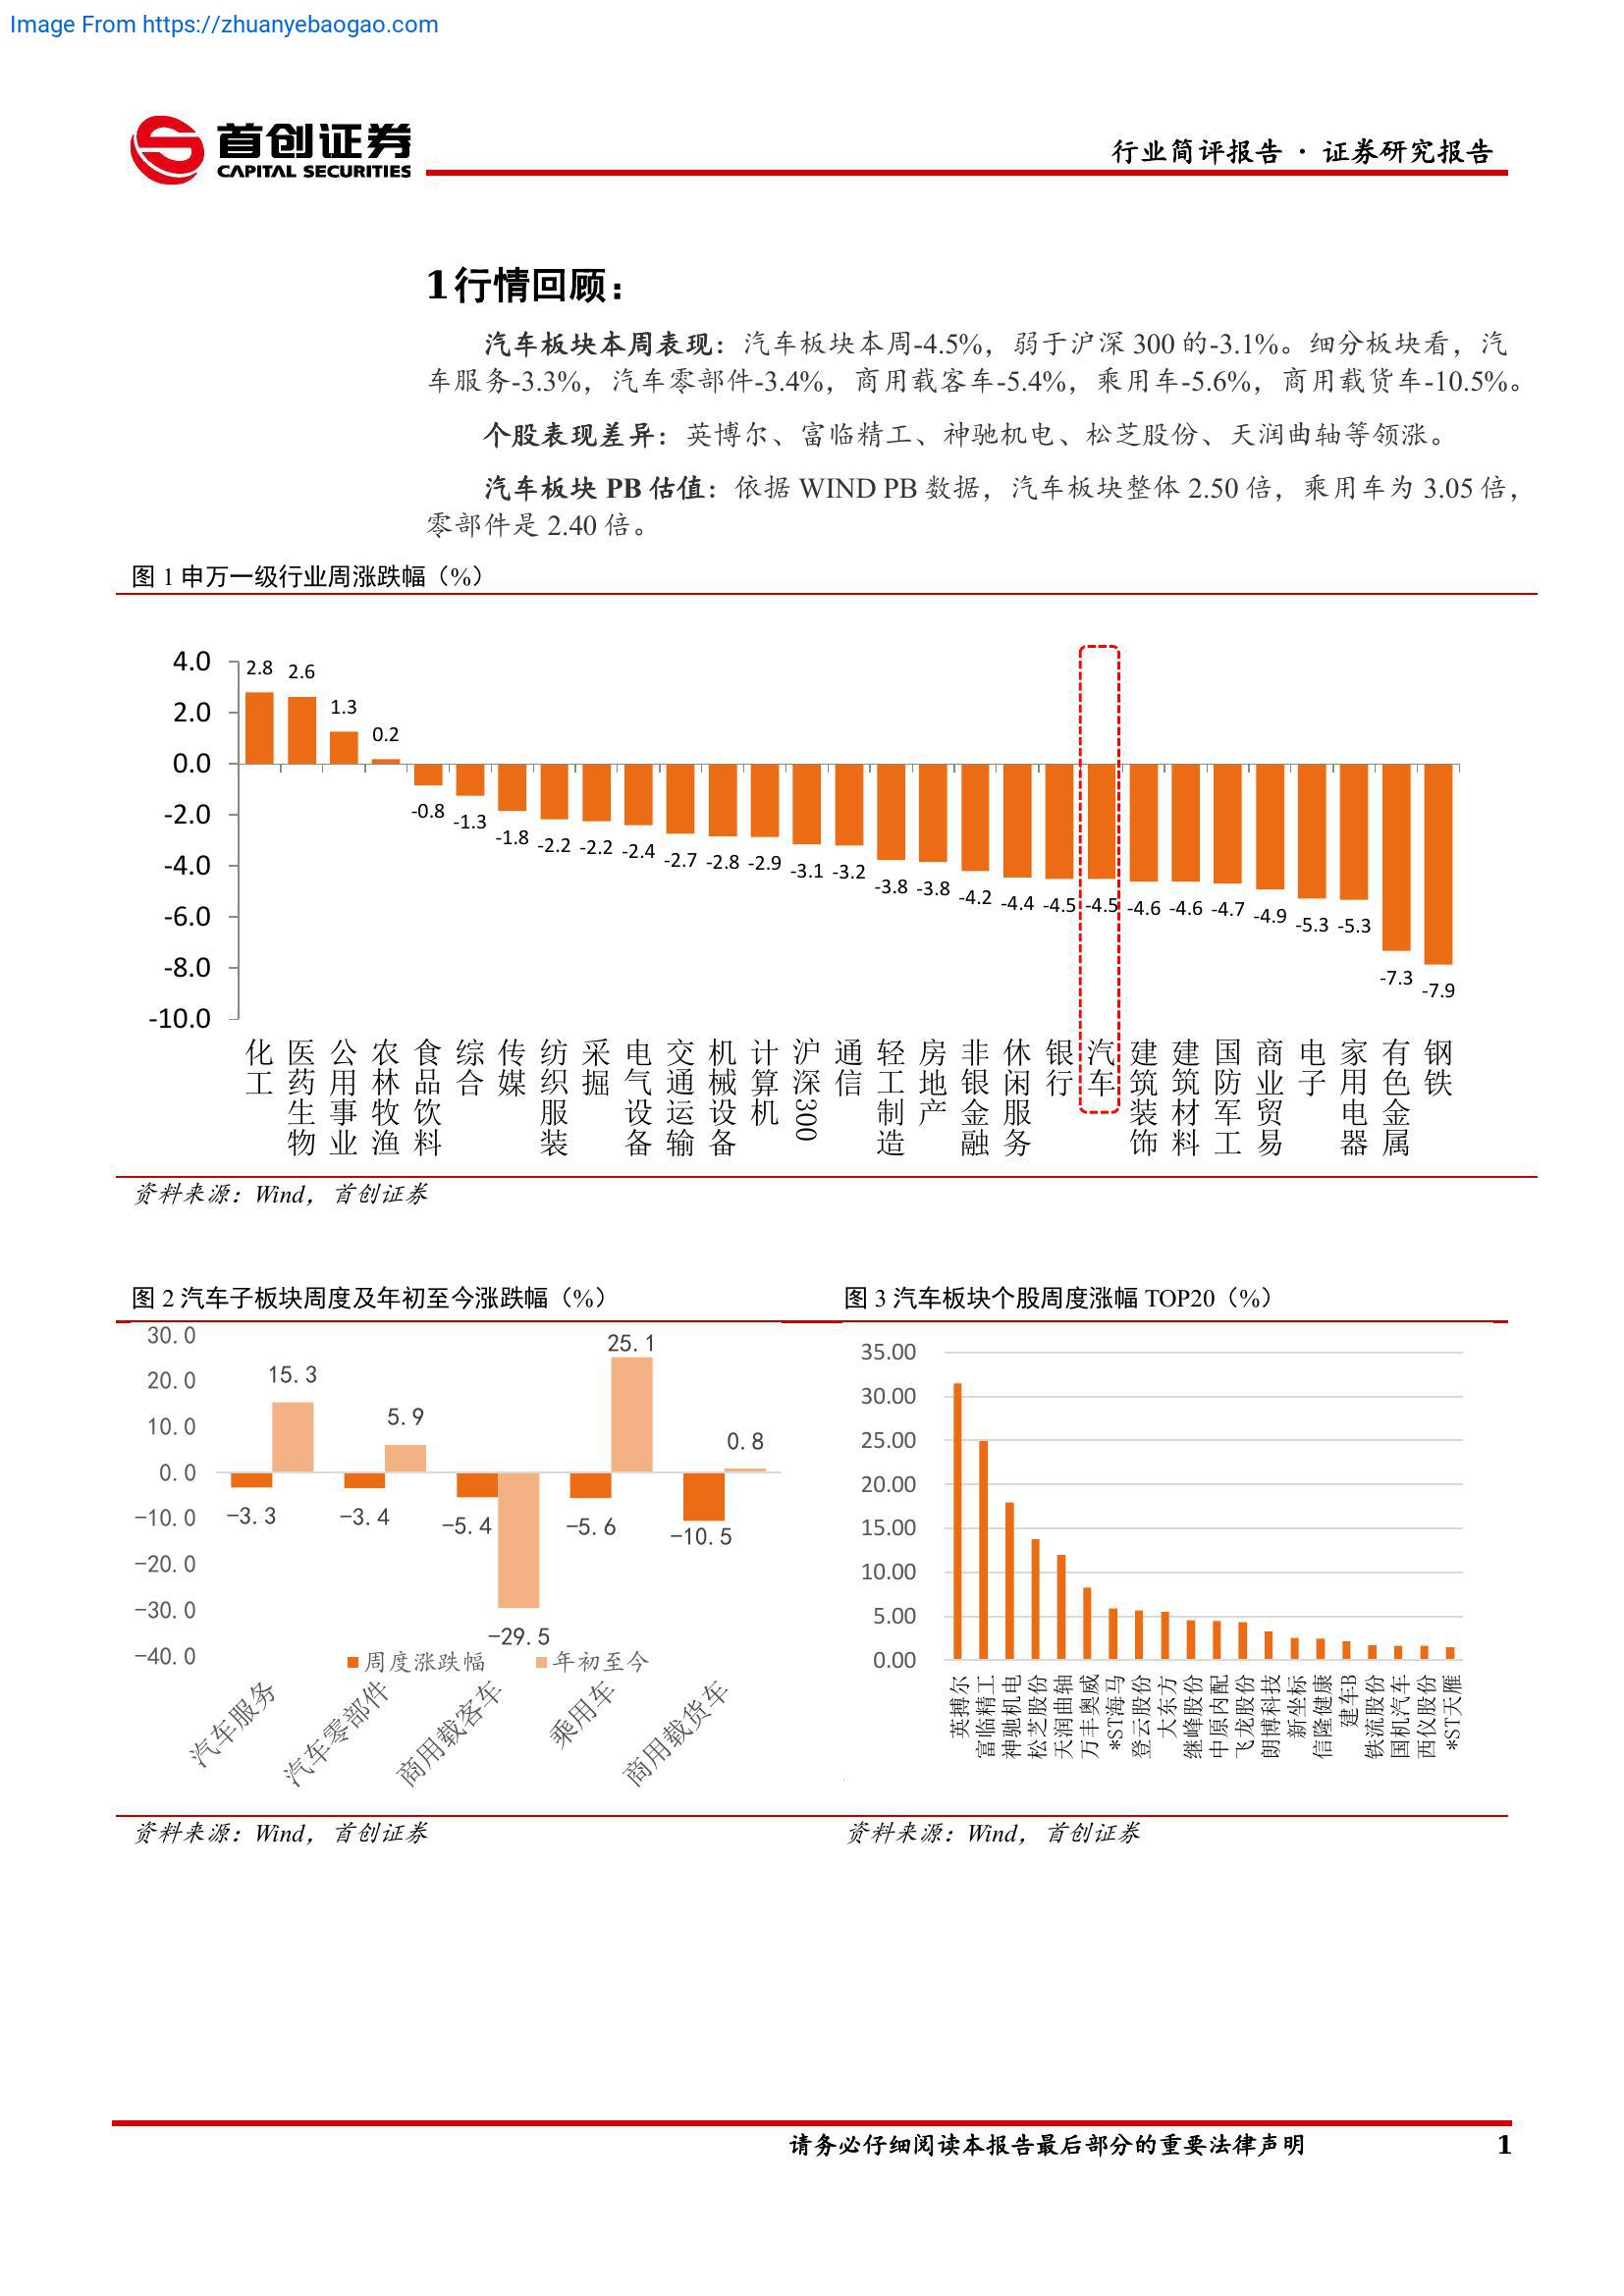 Image From https://zhuanyebaogao.com
首创证券
CAPITAL SECURITIES
行业简评报告 · 证券研究报告
1 行情回顾：
汽车板块本周表现：汽车板块本周-4.5%，弱于沪深 300 的-3.1%。细分板块看，汽
车服务-3.3%，汽车零部件-3.4%，商用载客车-5.4%，乘用车-5.6%，商用载货车-10.5%。
个股表现差异：英博尔、富临精工、神驰机电、松芝股份、天润曲轴等领涨。
汽车板块 PB 估值：依据 WIND PB 数据，汽车板块整体 2.50 倍，乘用车为 3.05 倍，
零部件是 2.40 倍。
图 1 申万一级行业周涨跌幅（%）
4.0
2.0
0.0
-2.0
-4.0
-6.0
-8.0
-10.0
2.8 2.6 1.3 0.2 -0.8 -1.3 -1.8 -2.2 -2.2 -2.4 -2.7 -2.8 -2.9 -3.1 -3.2 -3.8 -3.8 -4.2 -4.4 -4.5 -4.5 -4.6 -4.6 -4.7 -4.9 -5.3 -5.3 -7.3 -7.9
化工 医药生物 公用事业 农林牧渔 食品饮料 综合 传媒 纺织服装 采掘 电气设备 交通运输 机械设备 计算机 沪深300 通信 轻工制造 房地产 非银金融 休闲服务 银行 汽车 建筑装饰 建筑材料 国防军工 商业贸易 电子 家用电器 有色金属 钢铁
资料来源：Wind，首创证券
图 2 汽车子板块周度及年初至今涨跌幅（%）
30.0
20.0
10.0
0.0
-10.0
-20.0
-30.0
-40.0
15.3 5.9 -29.5 25.1 0.8
-3.3 -3.4 -5.4 -5.6 -10.5
周度涨跌幅 年初至今
汽车服务 汽车零部件 商用载客车 乘用车 商用载货车
资料来源：Wind，首创证券
图 3 汽车板块个股周度涨幅 TOP20（%）
35.00
30.00
25.00
20.00
15.00
10.00
5.00
0.00
英搏尔 富临精工 神驰机电 松芝股份 天润曲轴 万丰奥威 *ST海马 登云股份 大东方 继峰股份 中原内配 飞龙股份 朗博科技 新坐标 信隆健康 建车B 铁流股份 国机汽车 西仪股份 *ST天雁
资料来源：Wind，首创证券
请务必仔细阅读本报告最后部分的重要法律声明 1